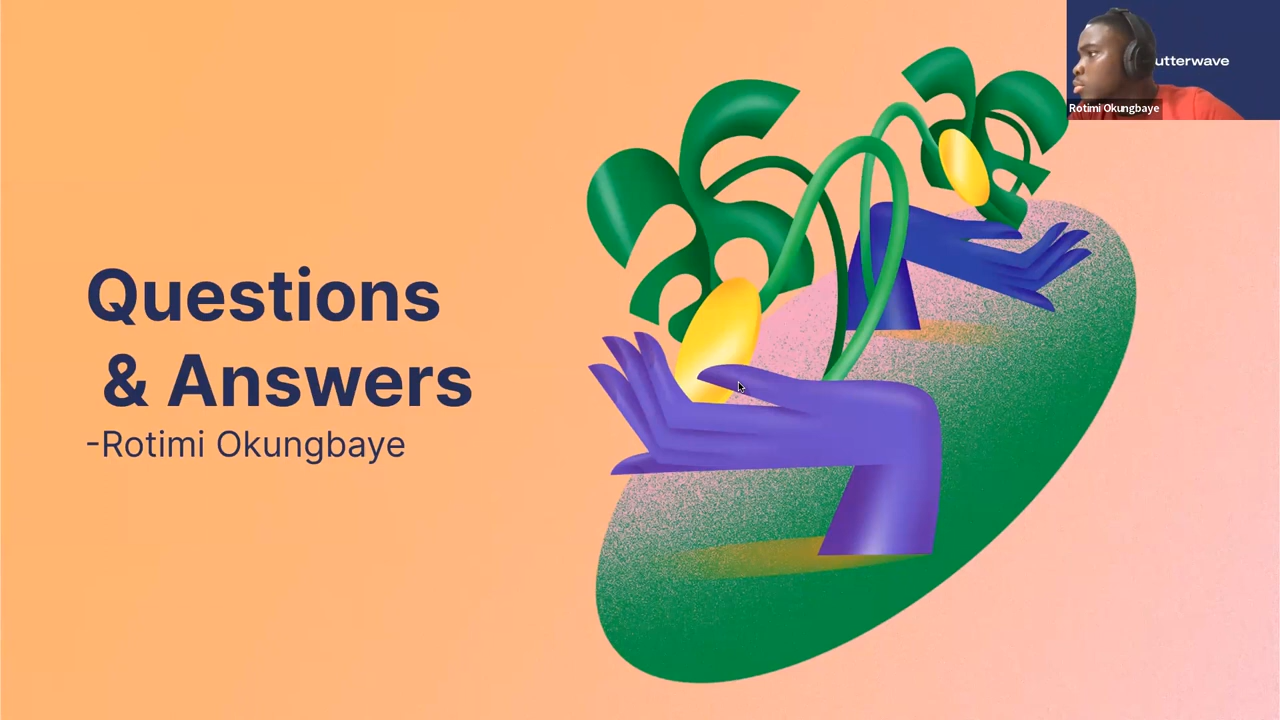 Questions
& Answers
-Rotimi Okungbaye
utterwave
Rotimi Okungbaye